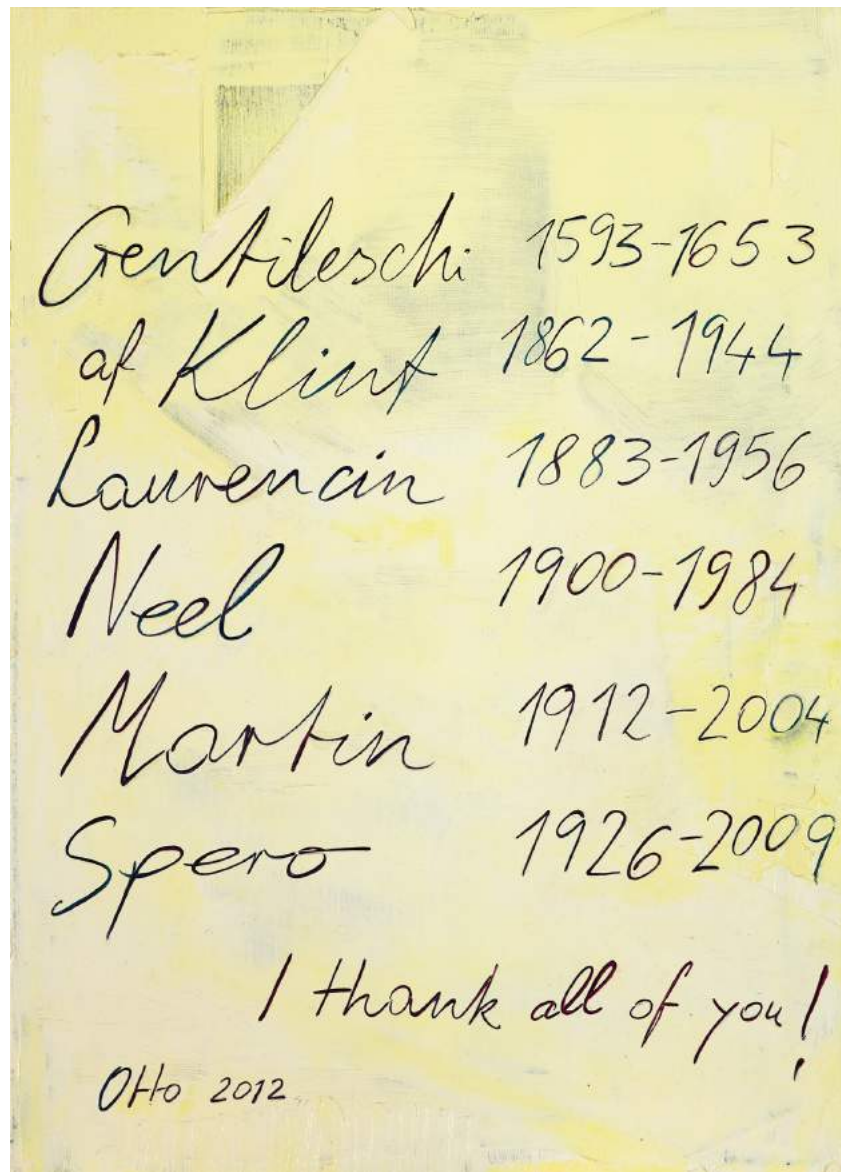 Gentileschi 1593-1653
af Klint 1862-1944
Laurencin 1883-1956
Neel 1900-1984
Martin 1912-2004
Spero 1926-2009
I thank all of you!
Otto 2012